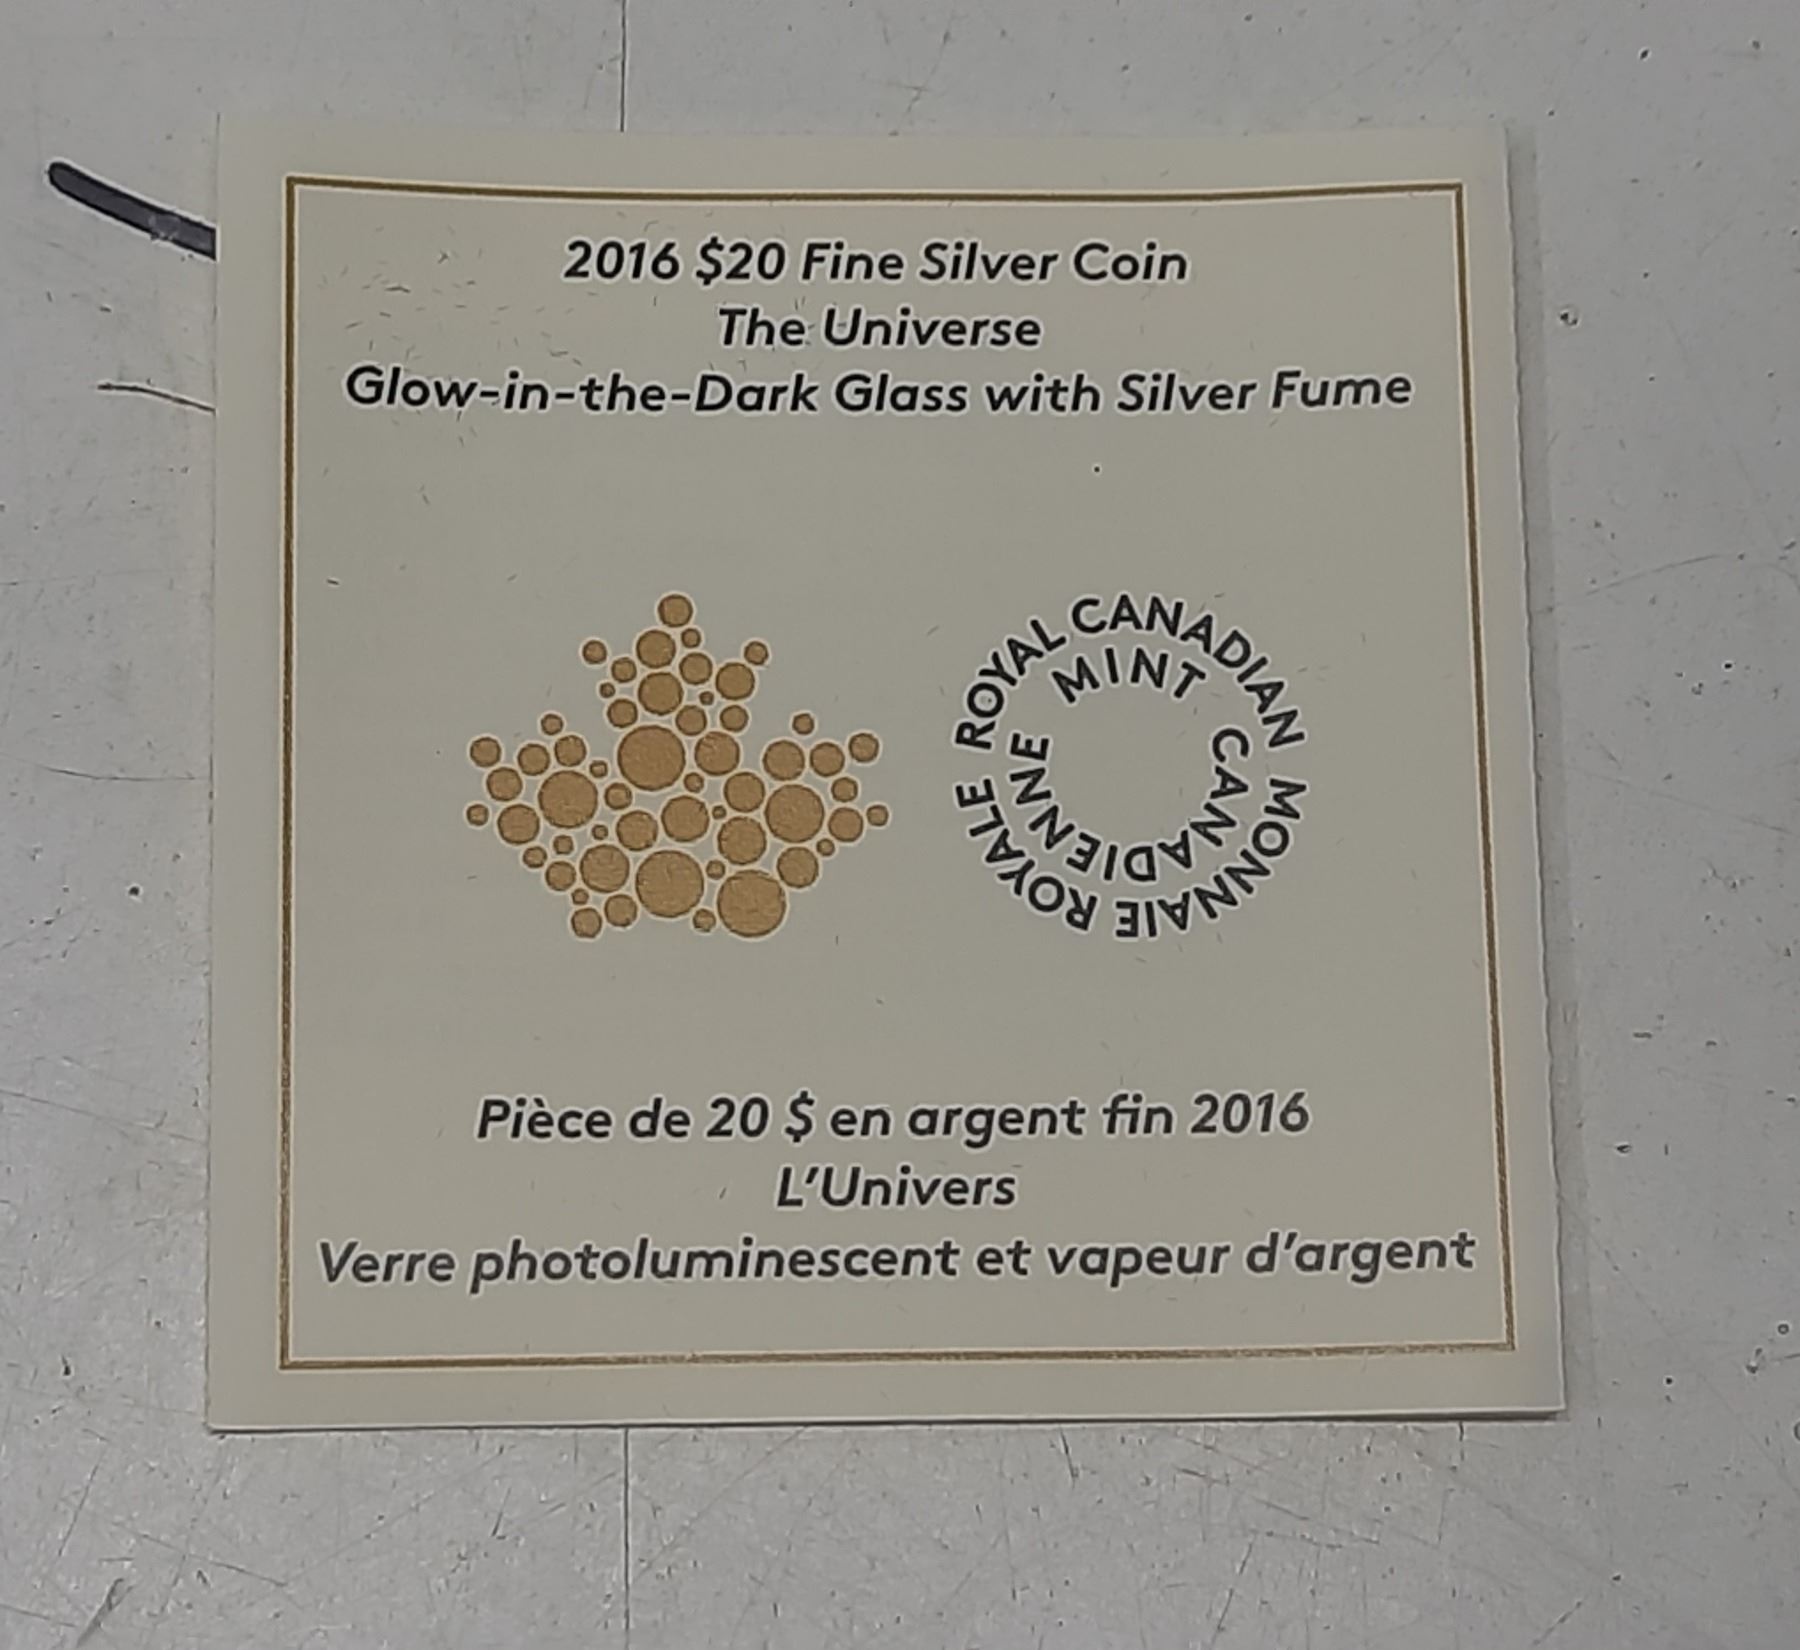 2016 $20 Fine Silver Coin
The Universe
Glow-in-the-Dark Glass with Silver Fume
ROYAL CANADIAN
MINT
MONNAIE ROYALE
CANADIENNE
Pièce de 20 $ en argent fin 2016
L'Univers
Verre photoluminescent et vapeur d'argent